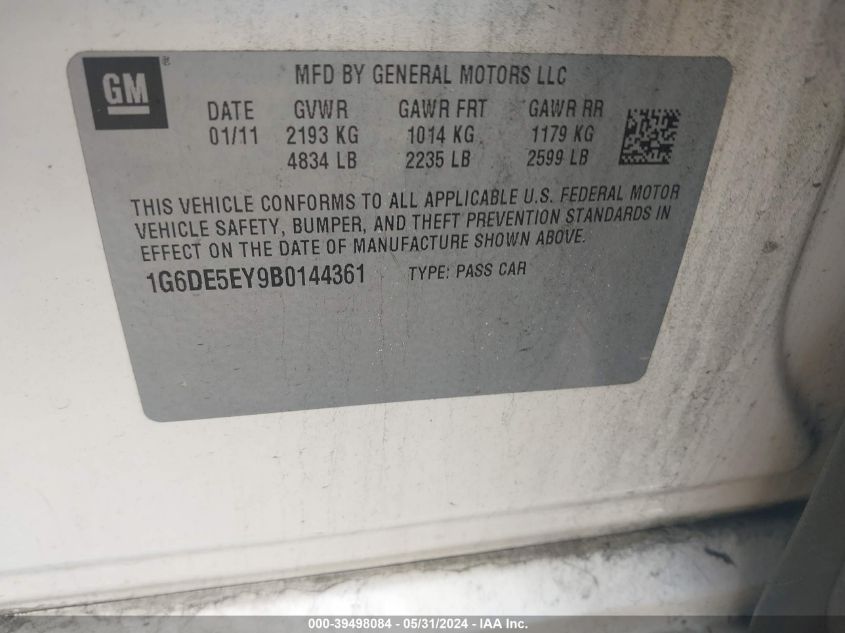 GM ®
MFD BY GENERAL MOTORS LLC
DATE GVWR GAWR FRT GAWR RR
01/11 2193 KG 1014 KG 1179 KG
4834 LB 2235 LB 2599 LB
THIS VEHICLE CONFORMS TO ALL APPLICABLE U.S. FEDERAL MOTOR
VEHICLE SAFETY, BUMPER, AND THEFT PREVENTION STANDARDS IN
EFFECT ON THE DATE OF MANUFACTURE SHOWN ABOVE.
1G6DE5EY9B0144361 TYPE: PASS CAR
000-39498084 - 05/31/2024 - IAA Inc.